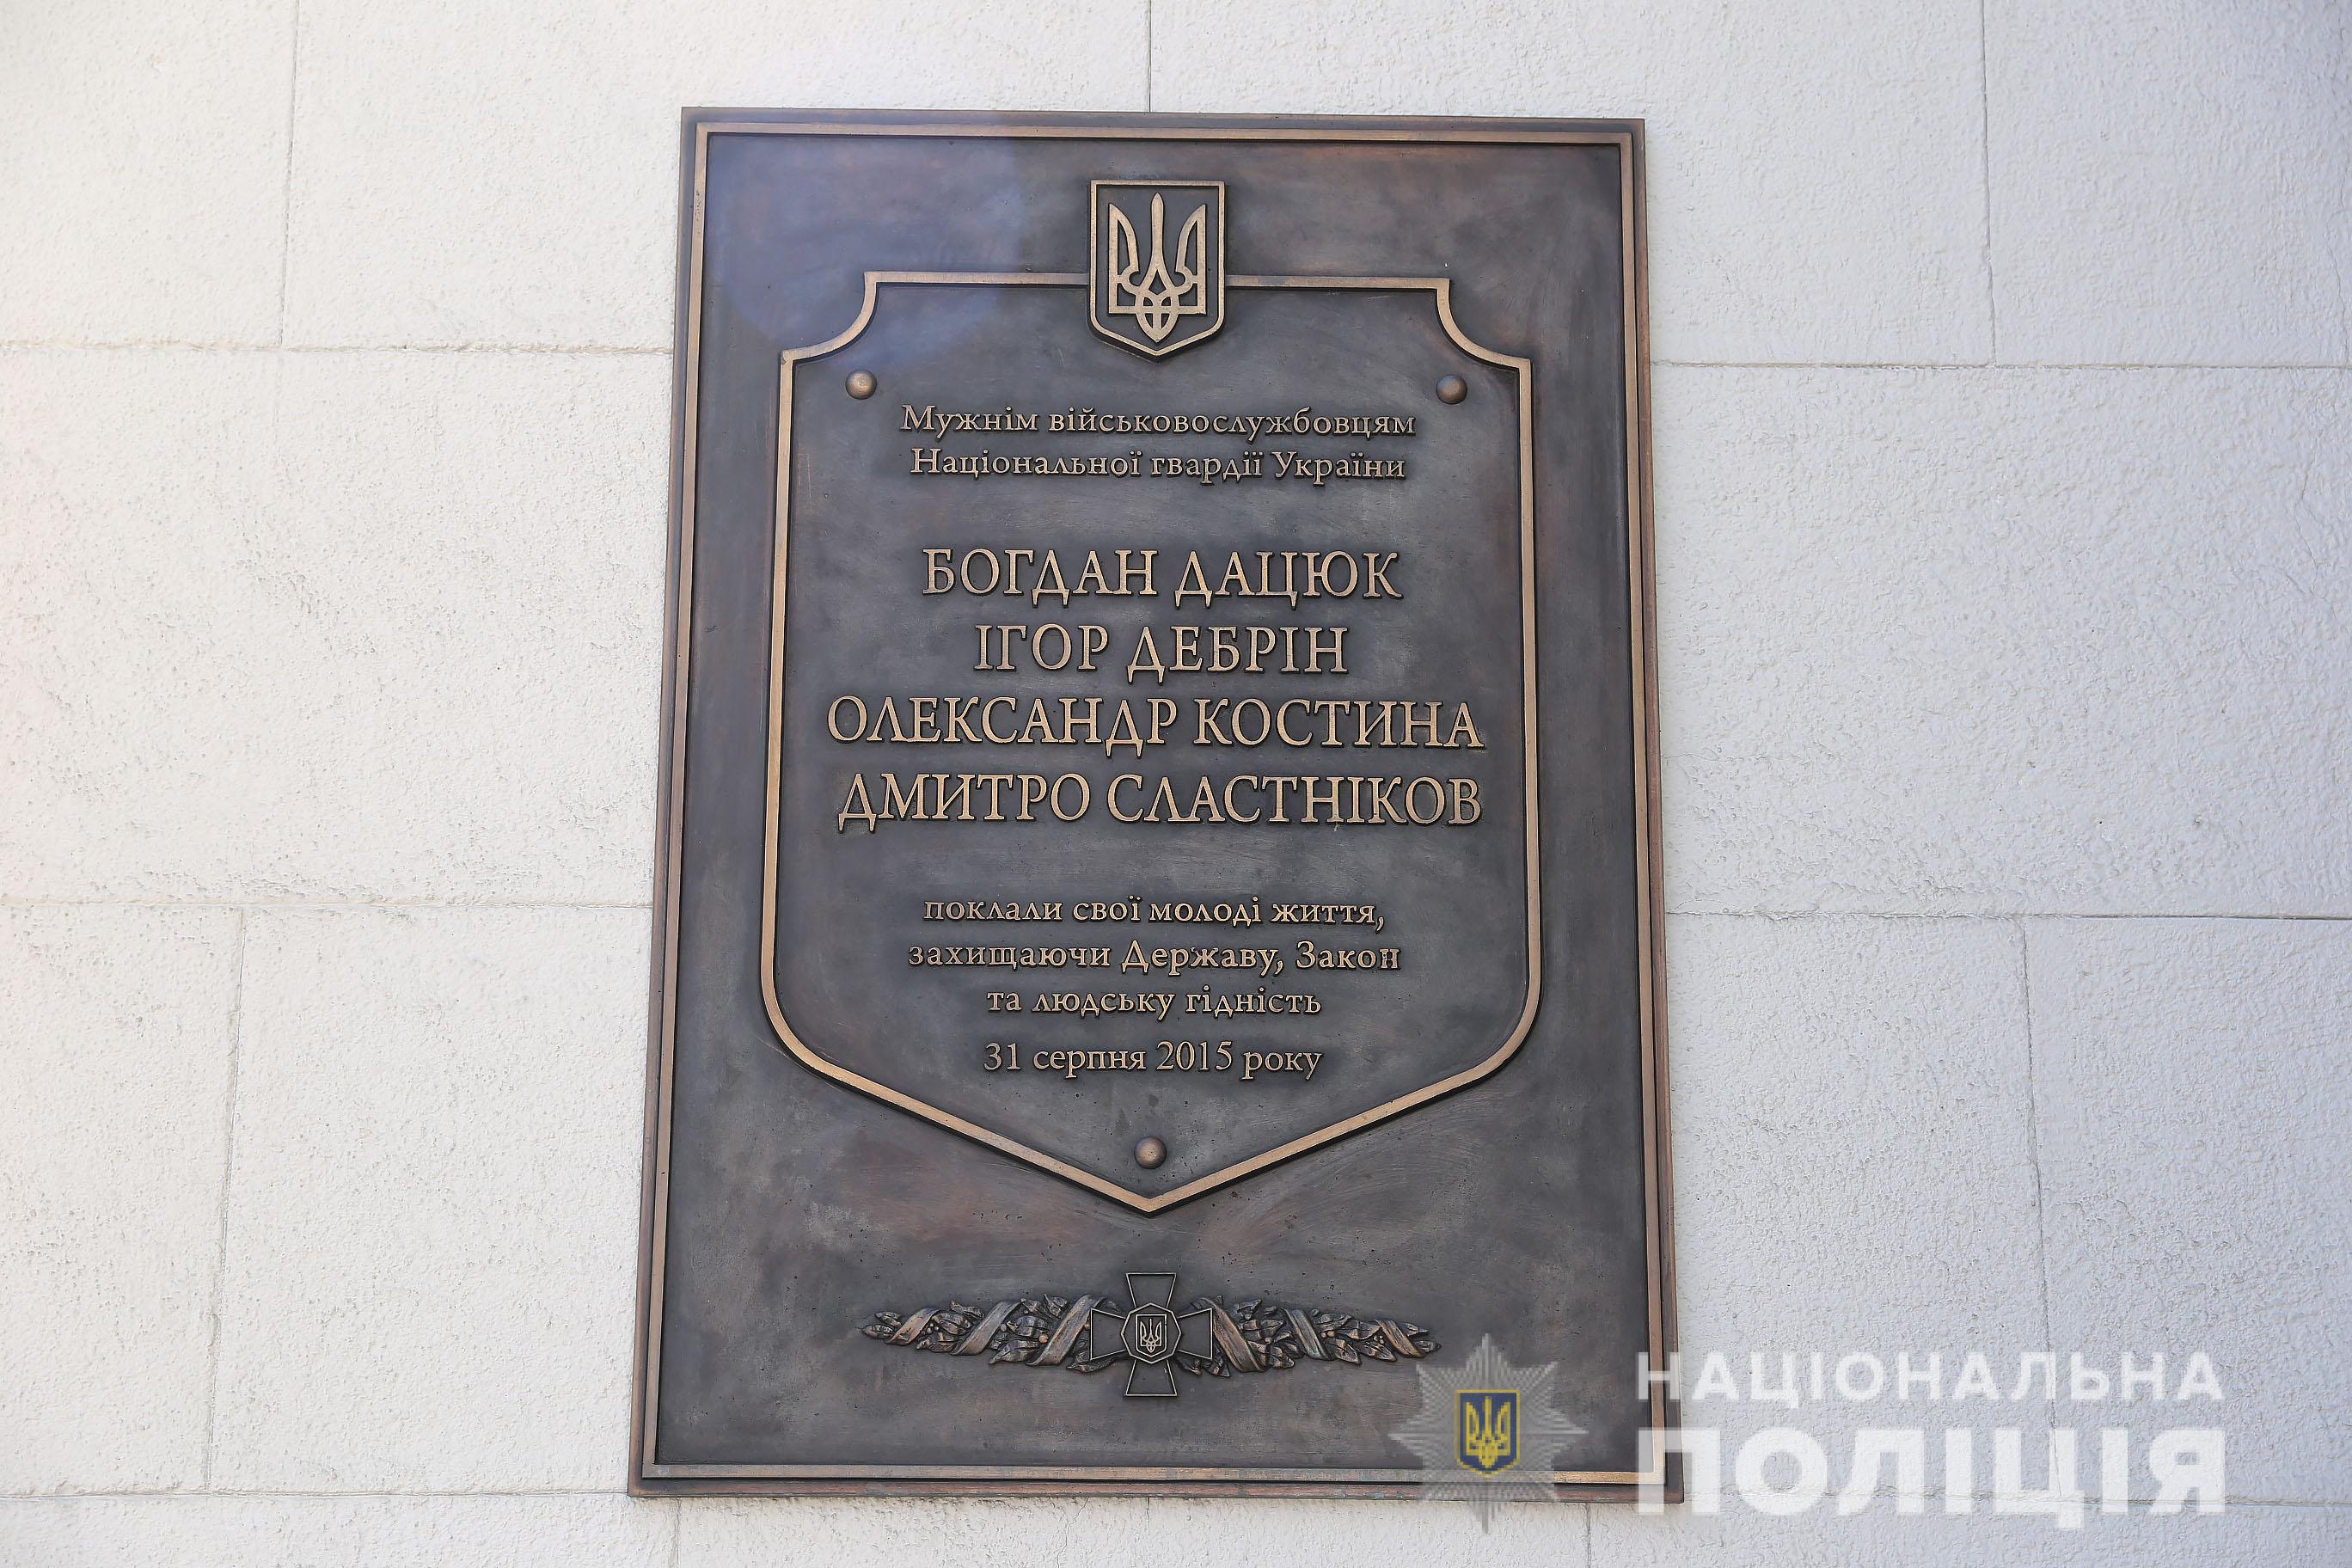 Мужнім військовослужбовцям
Національної гвардії України
БОГДАН ДАЦЮК
ІГОР ДЕБРІН
ОЛЕКСАНДР КОСТИНА
ДМИТРО СЛАСТНІКОВ
поклали свої молоді життя,
захищаючи Державу, Закон
та людську гідність
31 серпня 2015 року
НАЦІОНАЛЬНА
ПОЛІЦІЯ